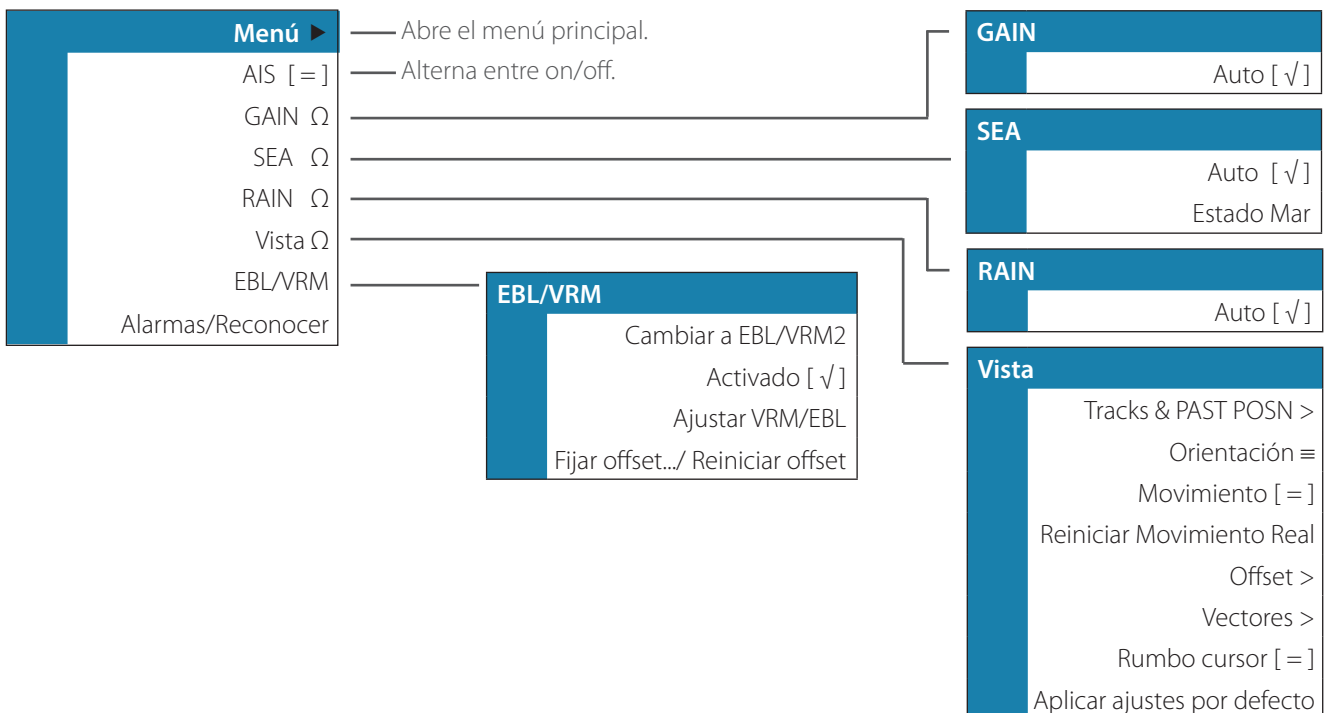 Menú ▶
Abre el menú principal.
AIS [ = ]
Alterna entre on/off.
GAIN Ω
SEA Ω
RAIN Ω
Vista Ω
EBL/VRM
Alarmas/Reconocer
EBL/VRM
Cambiar a EBL/VRM2
Activado [ √ ]
Ajustar VRM/EBL
Fijar offset.../ Reiniciar offset
GAIN
Auto [ √ ]
SEA
Auto [ √ ]
Estado Mar
RAIN
Auto [ √ ]
Vista
Tracks & PAST POSN >
Orientación ≡
Movimiento [ = ]
Reiniciar Movimiento Real
Offset >
Vectores >
Rumbo cursor [ = ]
Aplicar ajustes por defecto